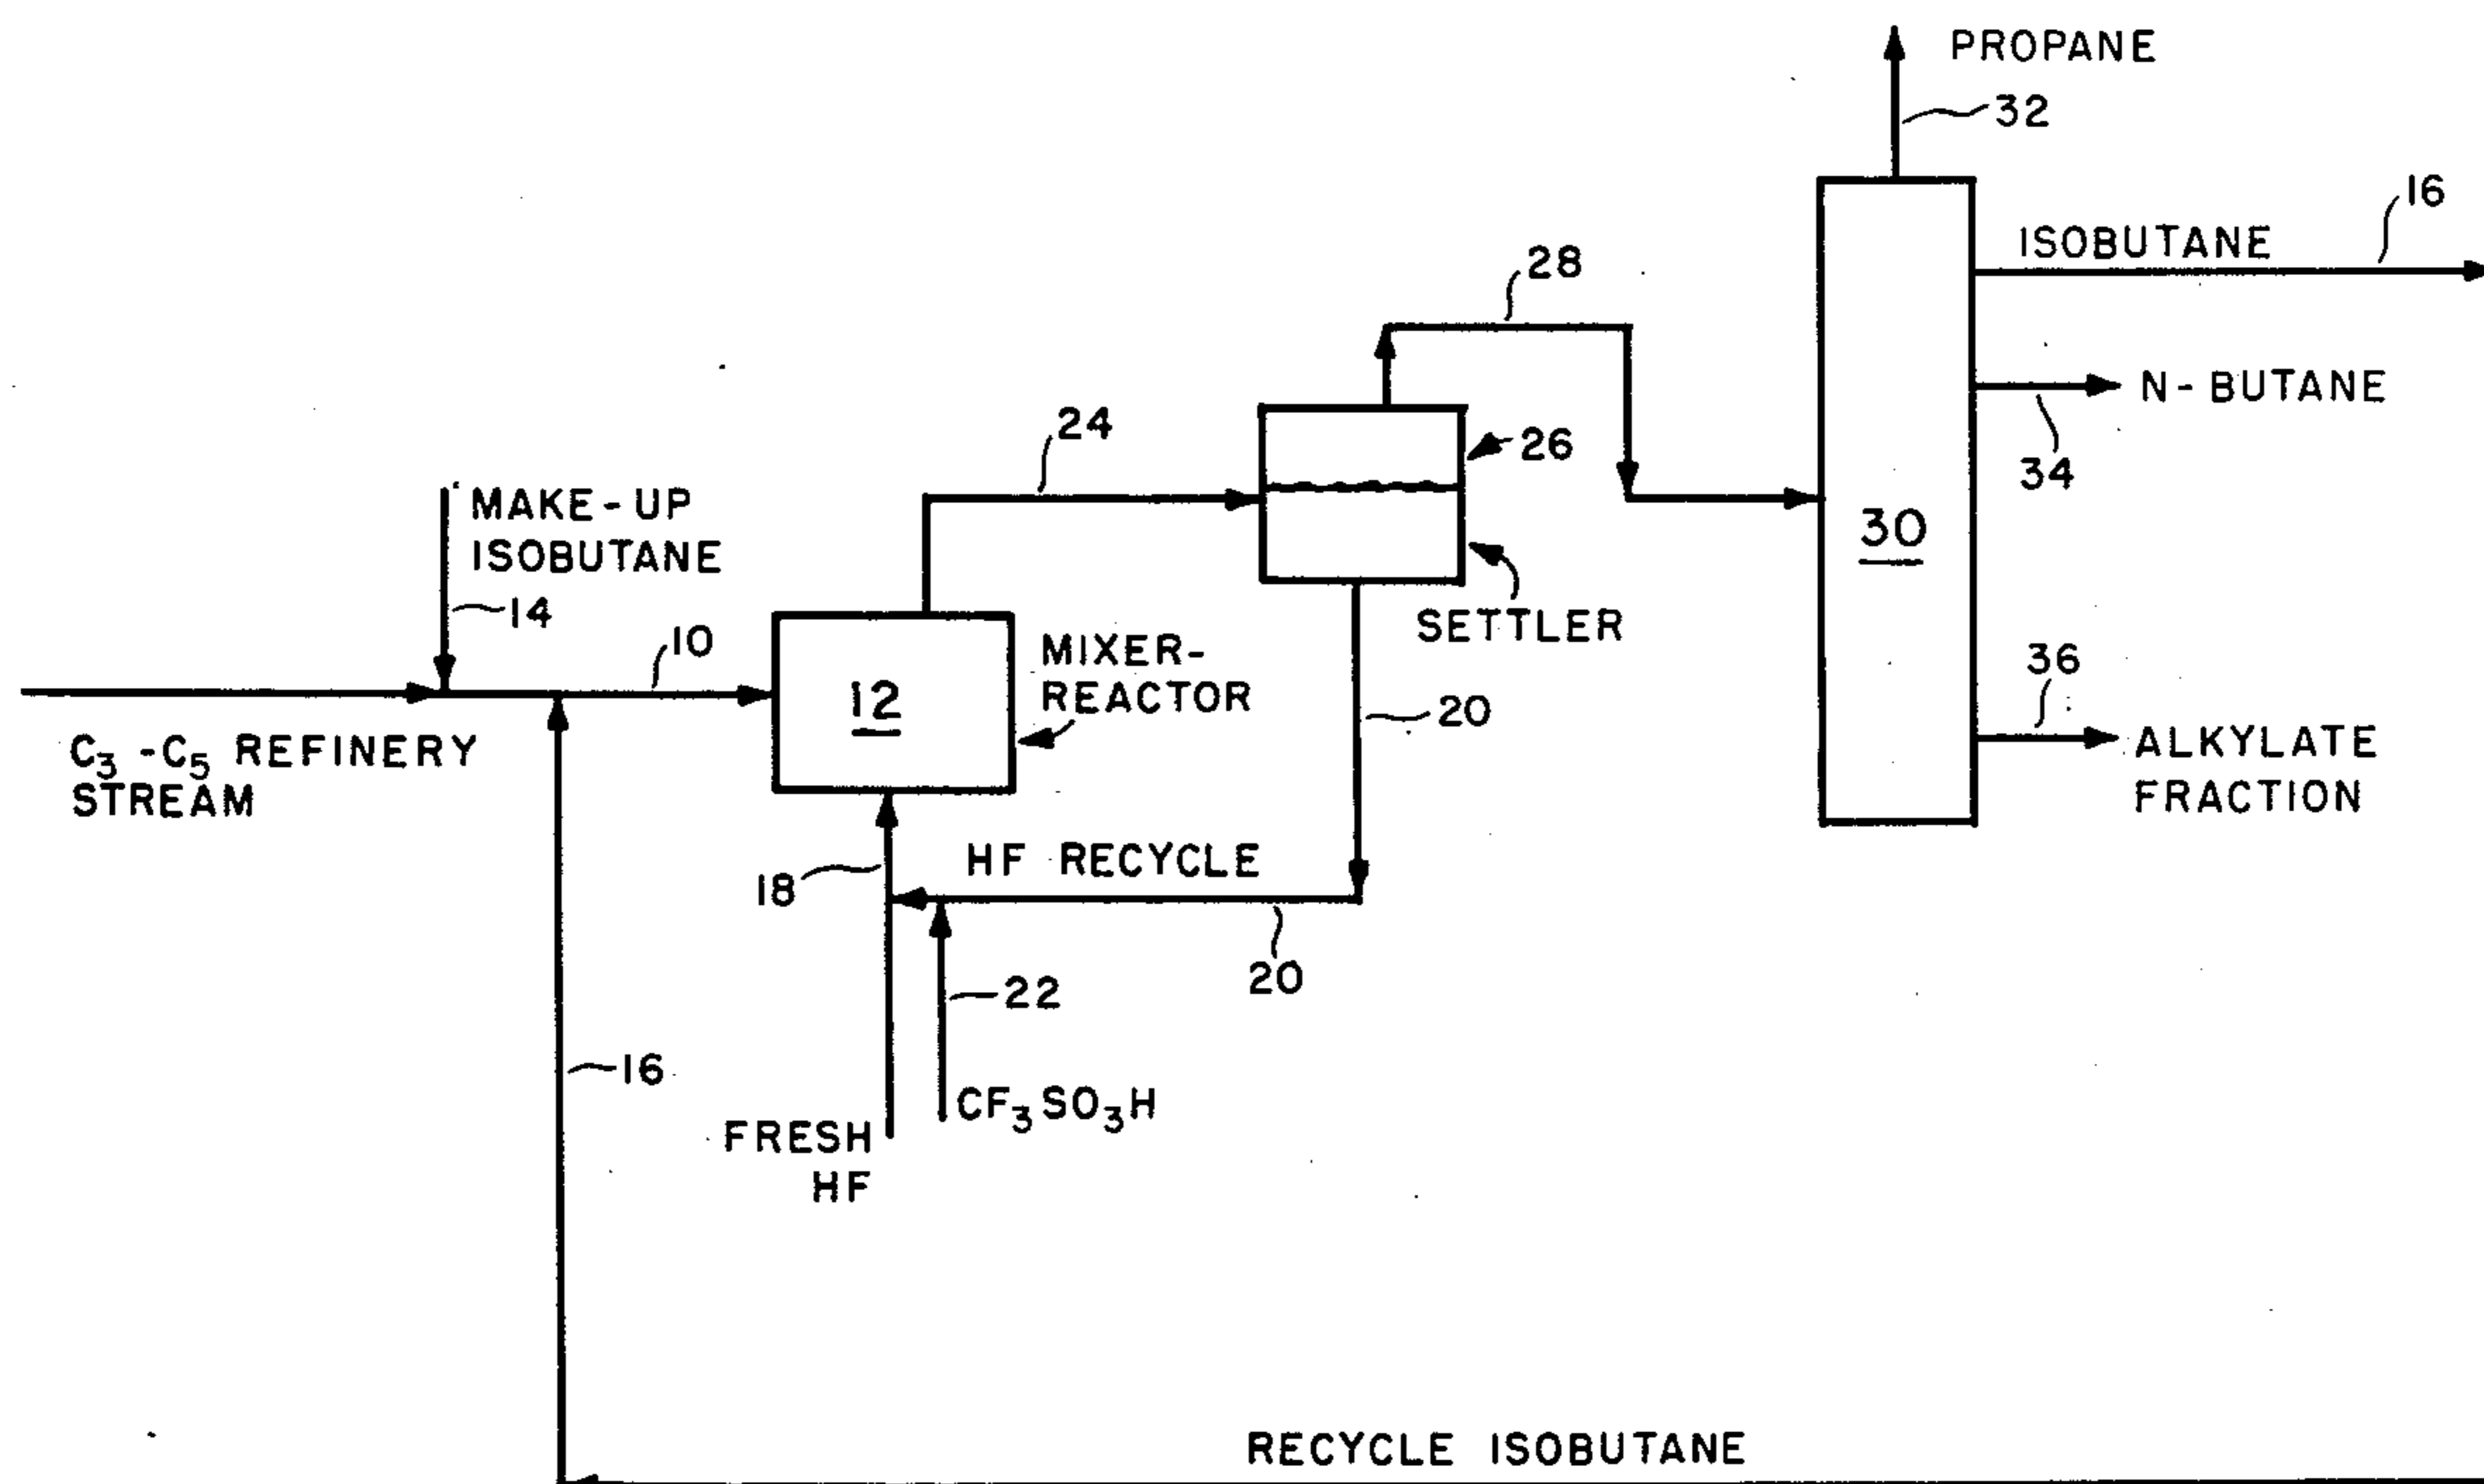 PROPANE
32
16
ISOBUTANE
28
N-BUTANE
34
24
26
30
MAKE-UP
ISOBUTANE
14
10
SETTLER
MIXER-
REACTOR
12
36
20
C₃-C₅ REFINERY
STREAM
ALKYLATE
FRACTION
HF RECYCLE
18
20
22
16
CF₃SO₃H
FRESH
HF
RECYCLE ISOBUTANE